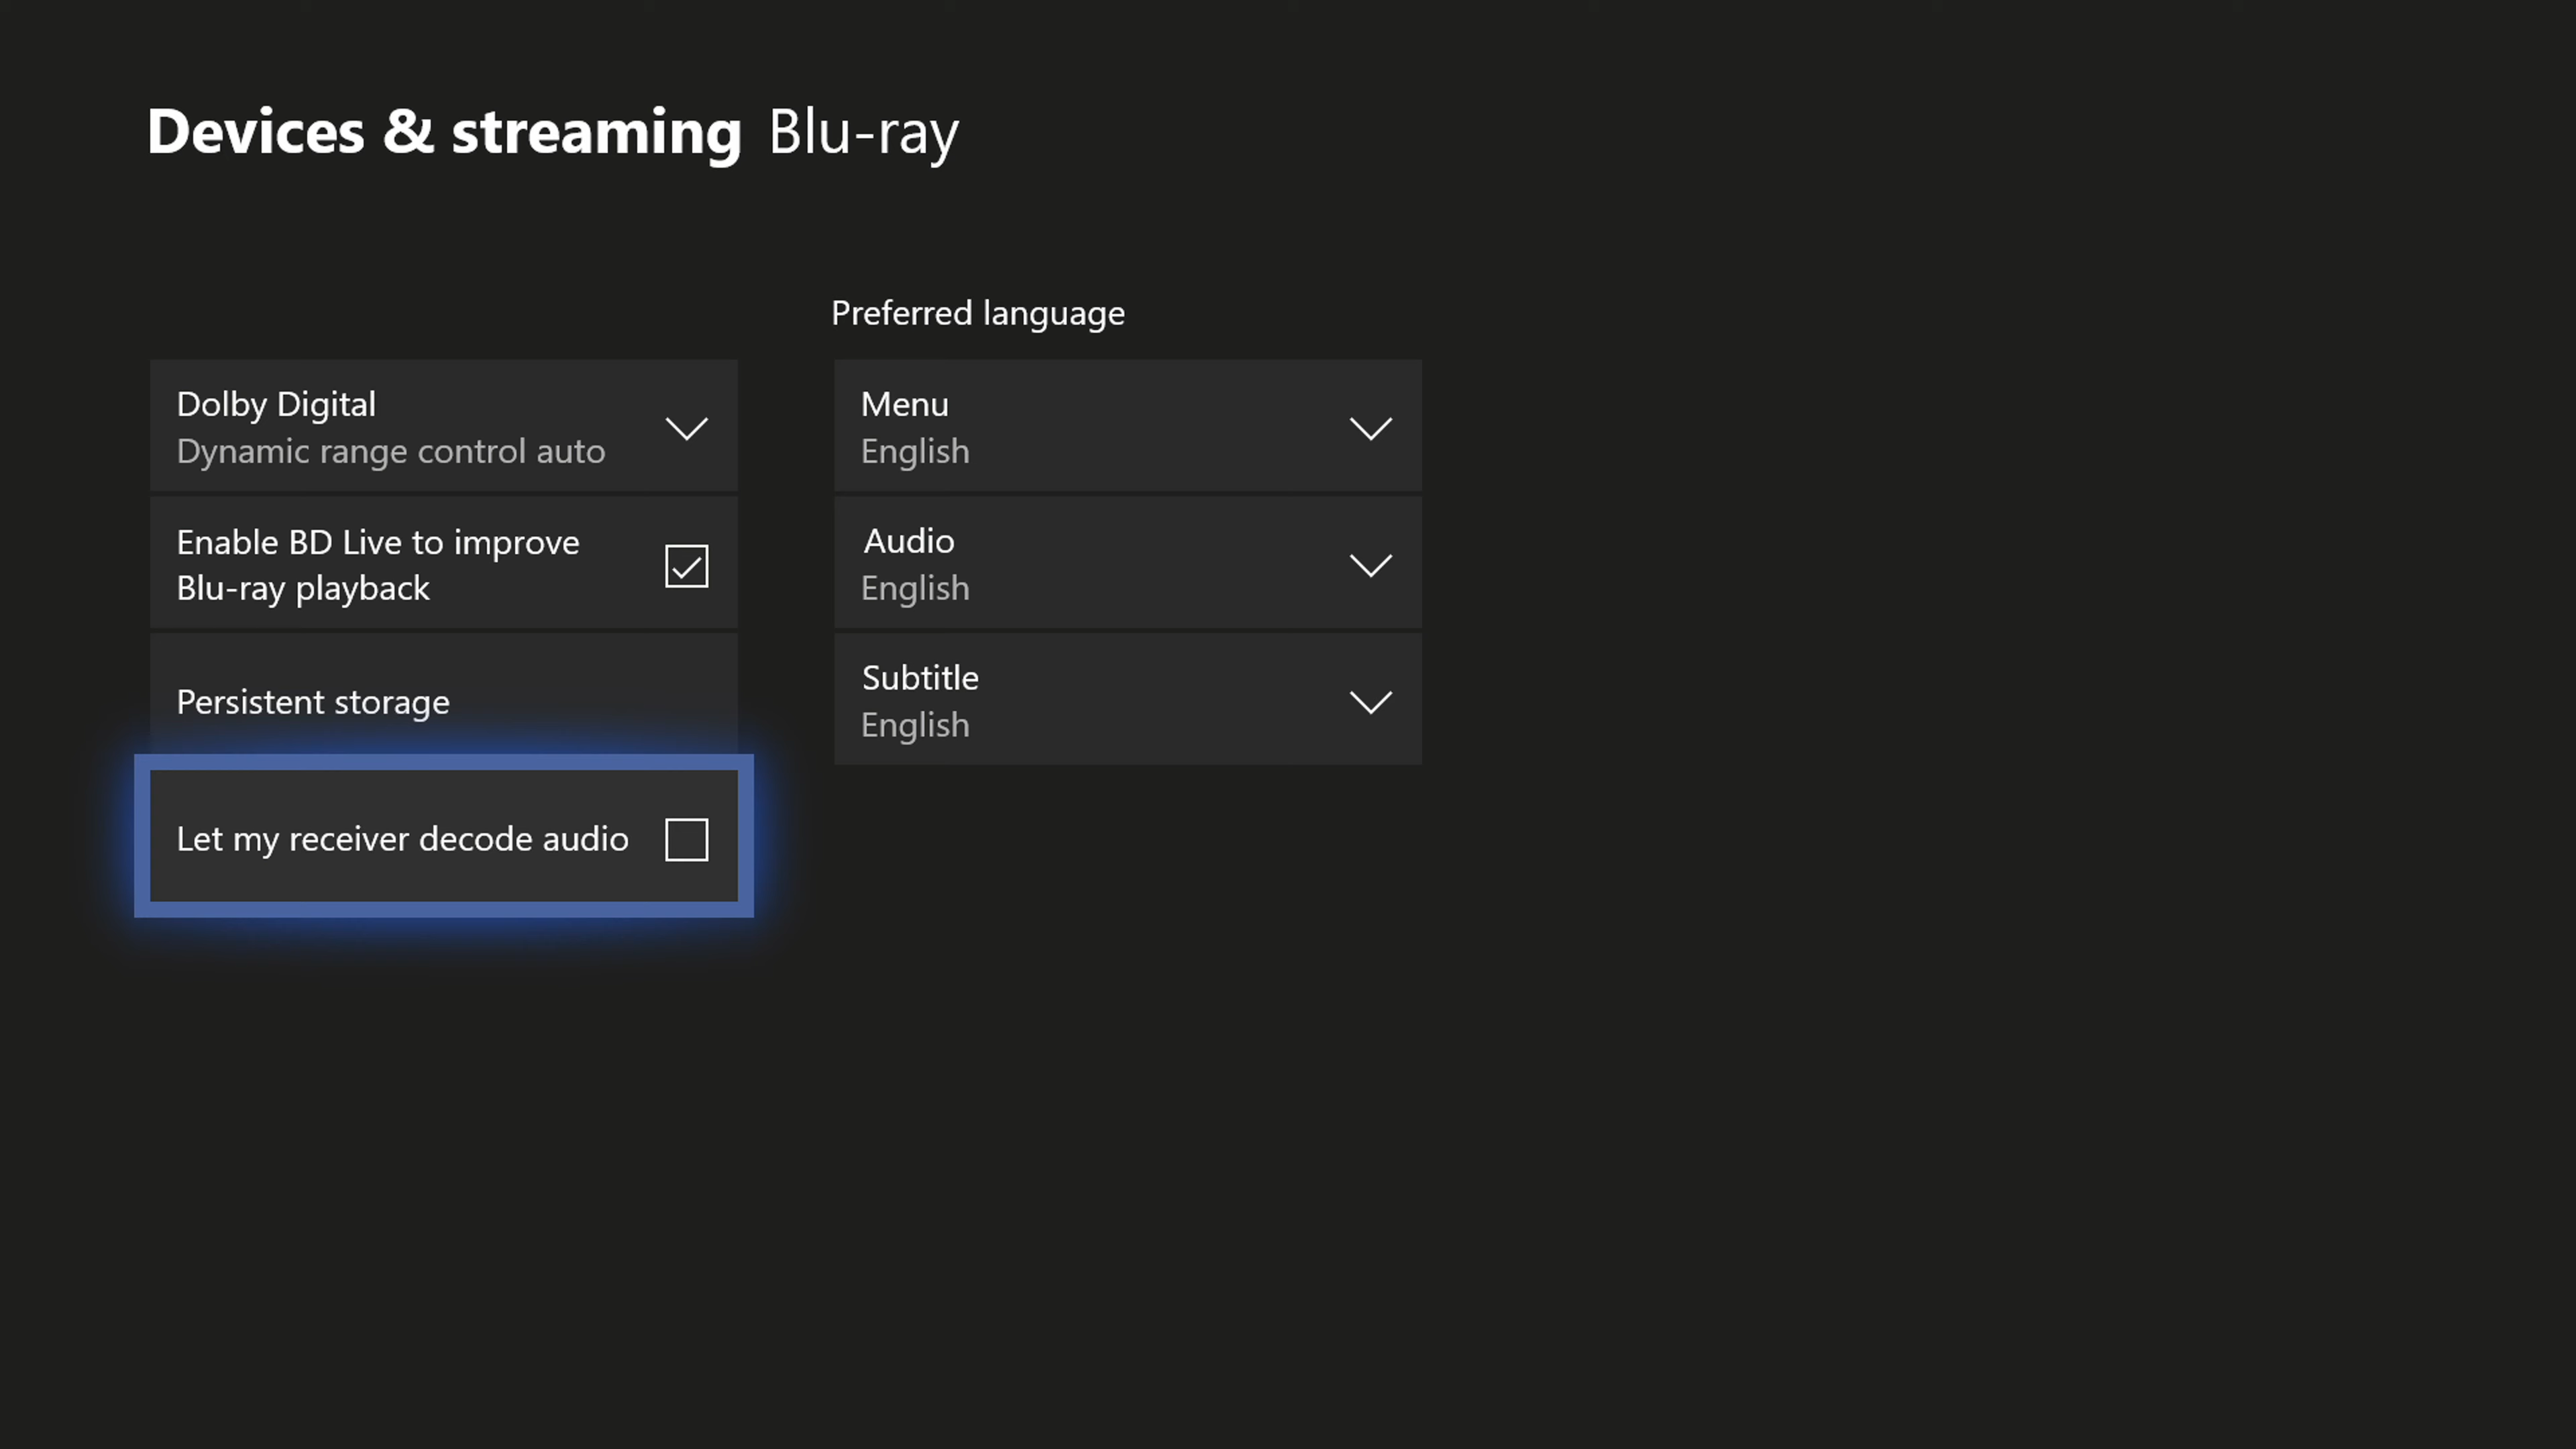 Devices & streaming Blu-ray
Dolby Digital
Dynamic range control auto
Enable BD Live to improve
Blu-ray playback
Persistent storage
Let my receiver decode audio
Preferred language
Menu
English
Audio
English
Subtitle
English